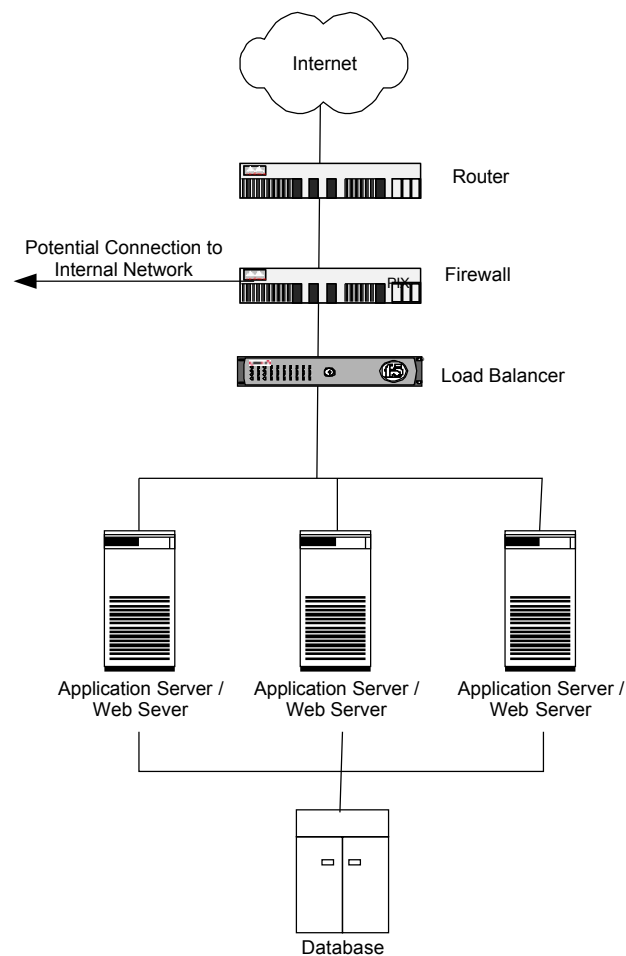 Internet
Router
Potential Connection to
Internal Network
PIX
Firewall
f5
Load Balancer
Application Server /
Web Sever
Application Server /
Web Server
Application Server /
Web Server
Database